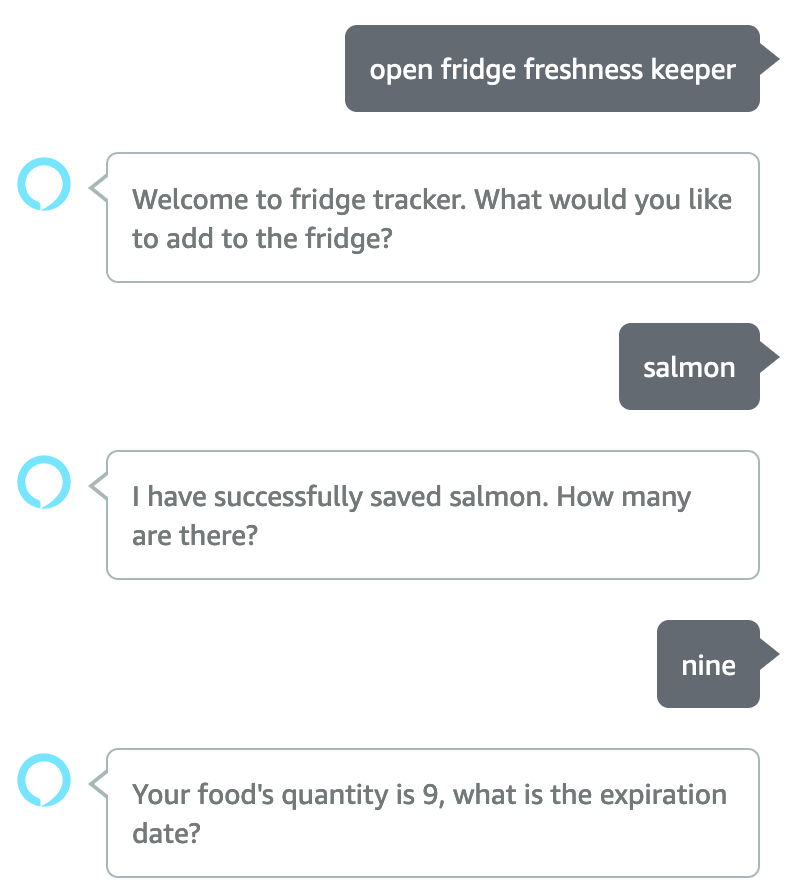 open fridge freshness keeper
Welcome to fridge tracker. What would you like
to add to the fridge?
salmon
I have successfully saved salmon. How many
are there?
nine
Your food's quantity is 9, what is the expiration
date?